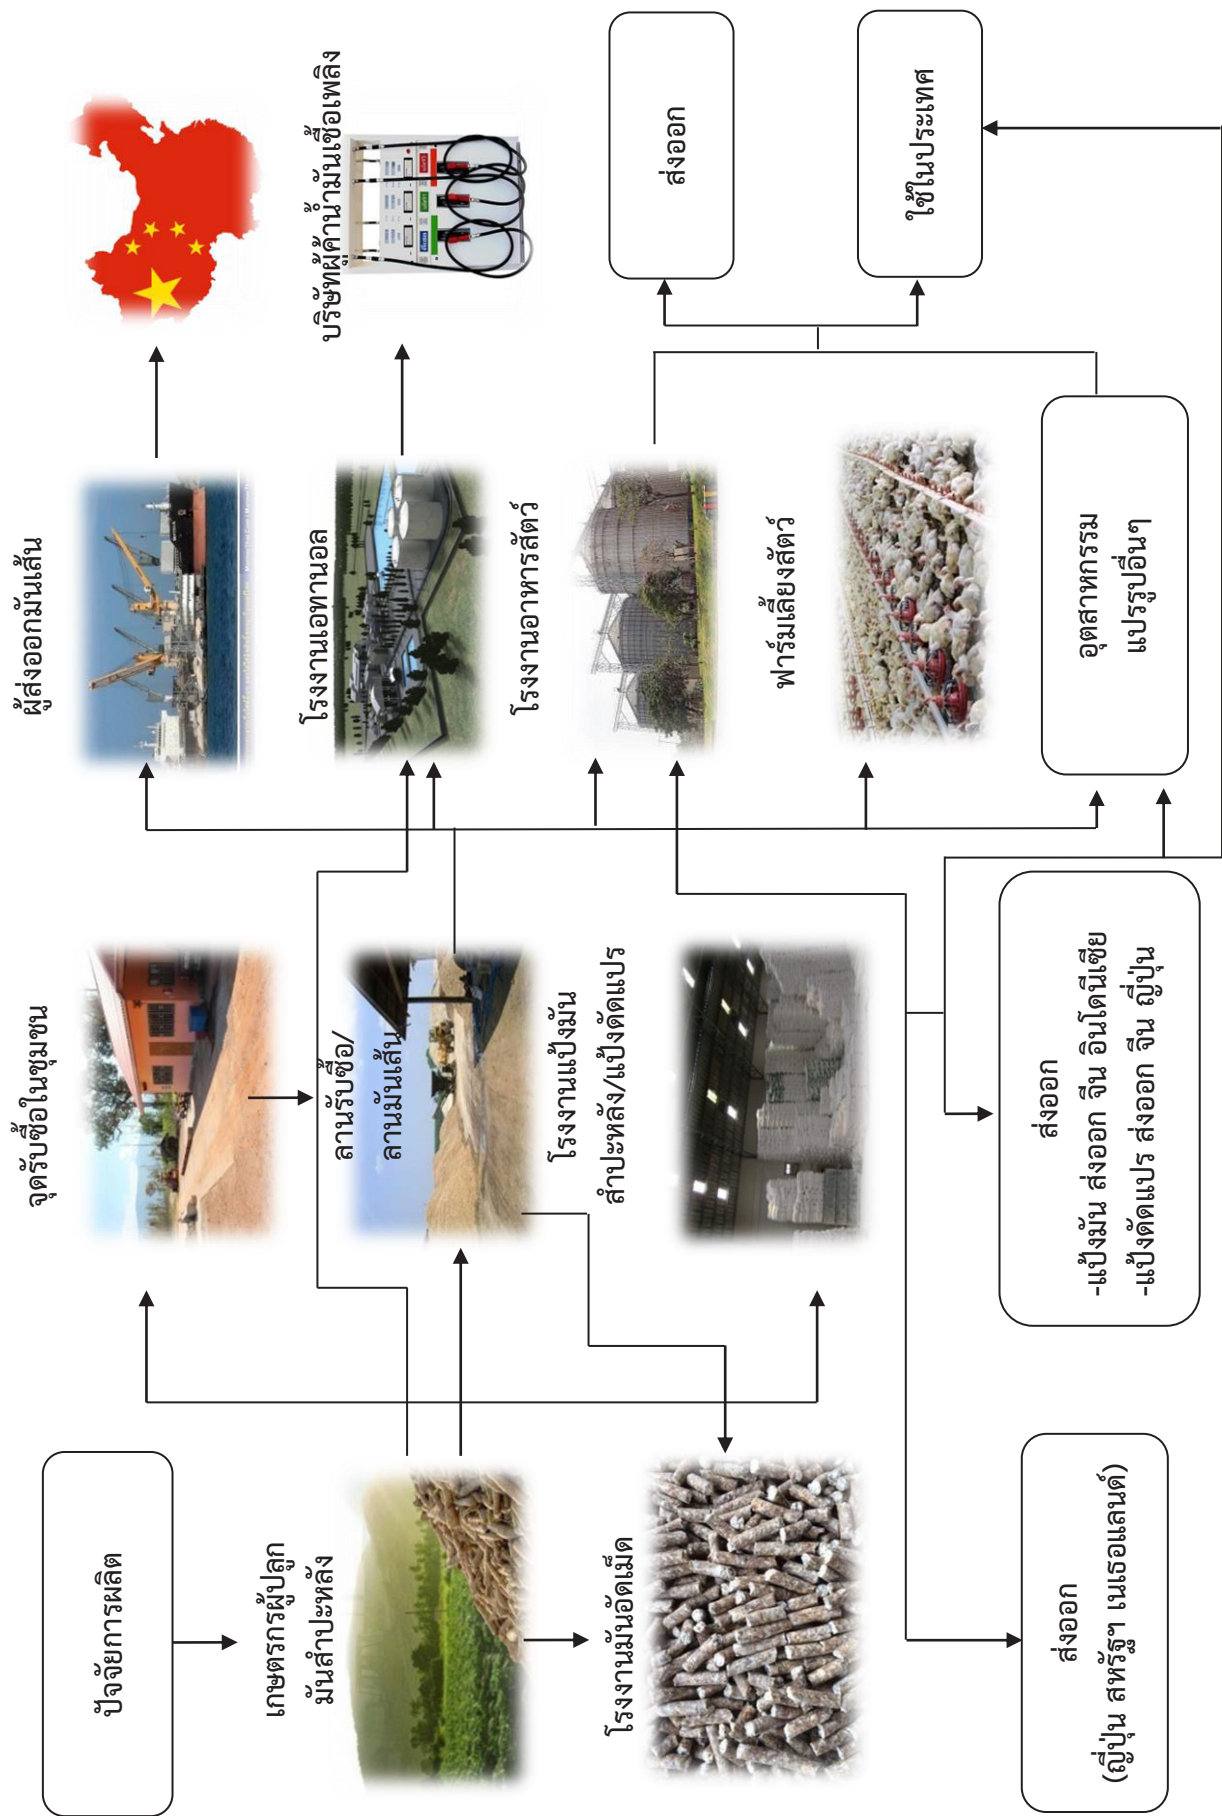 ปัจจัยการผลิต
เกษตรกรผู้ปลูก
มันสำปะหลัง
โรงงานมันอัดเม็ด
ส่งออก
(ญี่ปุ่น สหรัฐฯ เนเธอแลนด์)
จุดรับซื้อในชุมชน
ลานรับซื้อ/
ลานมันเส้น
โรงงานแป้งมัน
สำปะหลัง/แป้งดัดแปร
ส่งออก
-แป้งมัน ส่งออก จีน อินโดนีเซีย
-แป้งดัดแปร ส่งออก จีน ญี่ปุ่น
ผู้ส่งออกมันเส้น
โรงงานเอทานอล
โรงงานอาหารสัตว์
ฟาร์มเลี้ยงสัตว์
อุตสาหกรรม
แปรรูปอื่นๆ
บริษัทผู้ค้าน้ำมันเชื้อเพลิง
ส่งออก
ใช้ในประเทศ